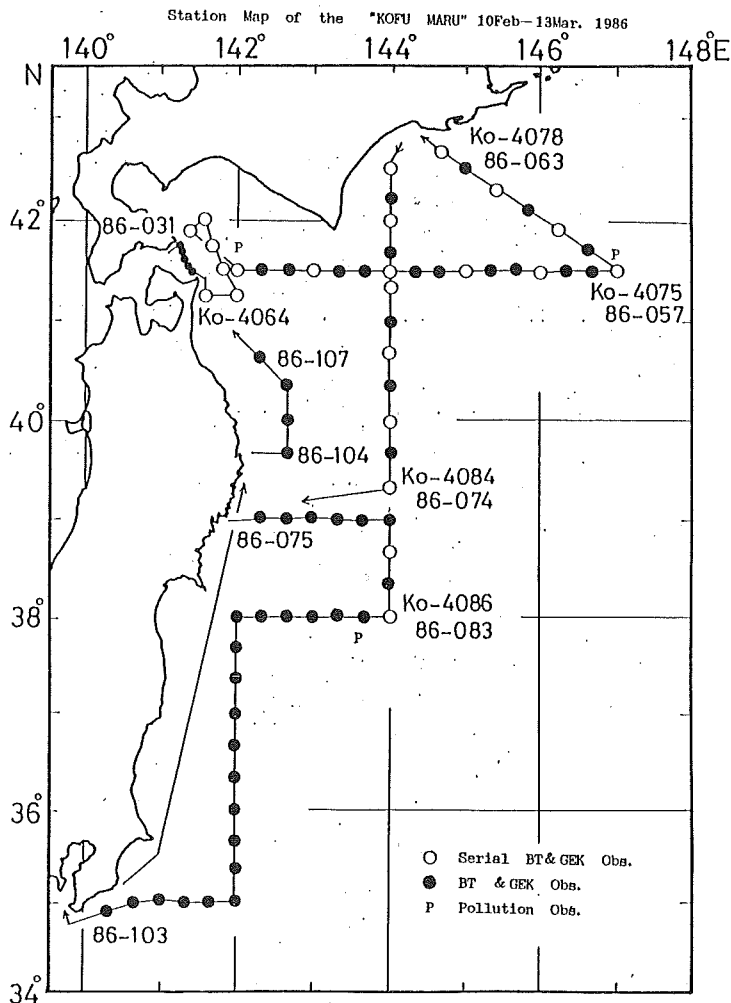 Station Map of the "KOFU MARU" 10Feb-13Mar. 1986
140° 142° 144° 146° 148°E
N
Ko-4078
86-063
42°
86-031
P
P
Ko-4075
86-057
Ko-4064
86-107
40°
86-104
Ko-4084
86-074
86-075
38°
Ko-4086
86-083
P
36°
○ Serial BT & GEK Obs.
● BT & GEK Obs.
P Pollution Obs.
86-103
34°